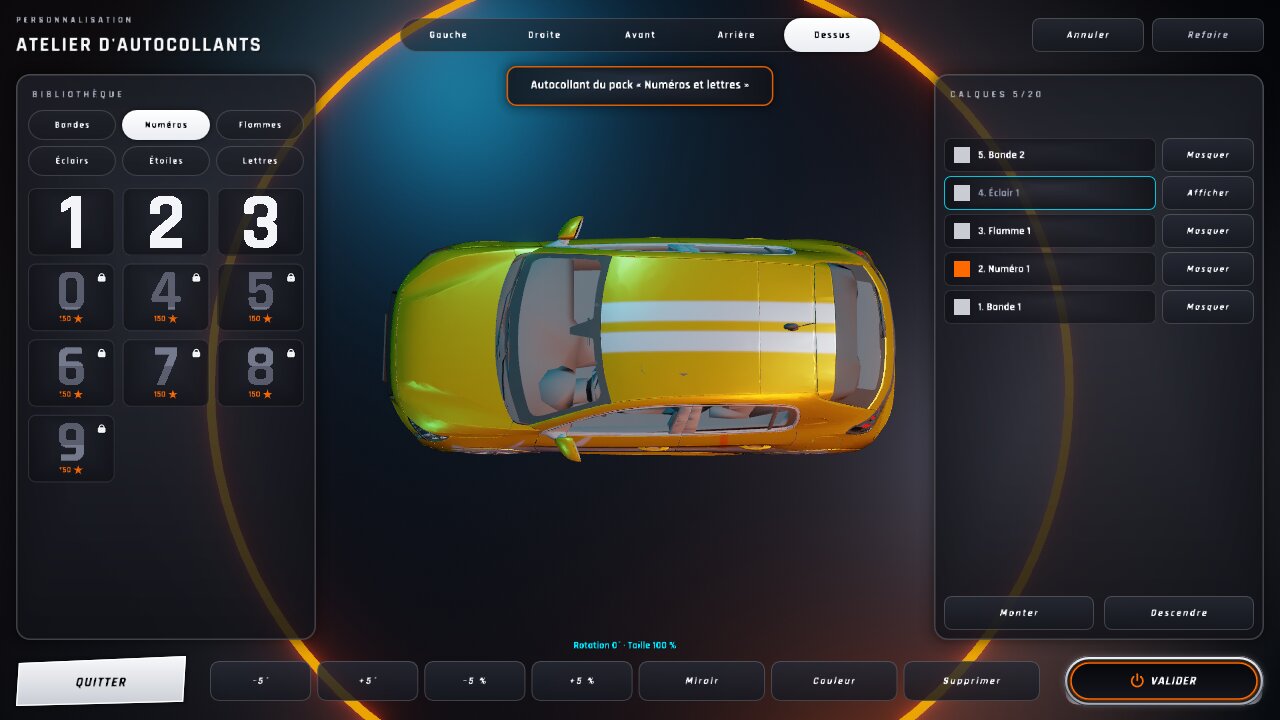 PERSONNALISATION
ATELIER D'AUTOCOLLANTS
Gauche
Droite
Avant
Arrière
Dessus
Annuler
Refaire
Autocollant du pack « Numéros et lettres »
BIBLIOTHÈQUE
Bandes
Numéros
Flammes
Éclairs
Étoiles
Lettres
1
2
3
0
150 ★
4
150 ★
5
150 ★
6
150 ★
7
150 ★
8
150 ★
9
150 ★
CALQUES 5/20
5. Bande 2
Masquer
4. Éclair 1
Afficher
3. Flamme 1
Masquer
2. Numéro 1
Masquer
1. Bande 1
Masquer
Monter
Descendre
Rotation 0° · Taille 100 %
QUITTER
-5°
+5°
-5 %
+5 %
Miroir
Couleur
Supprimer
VALIDER